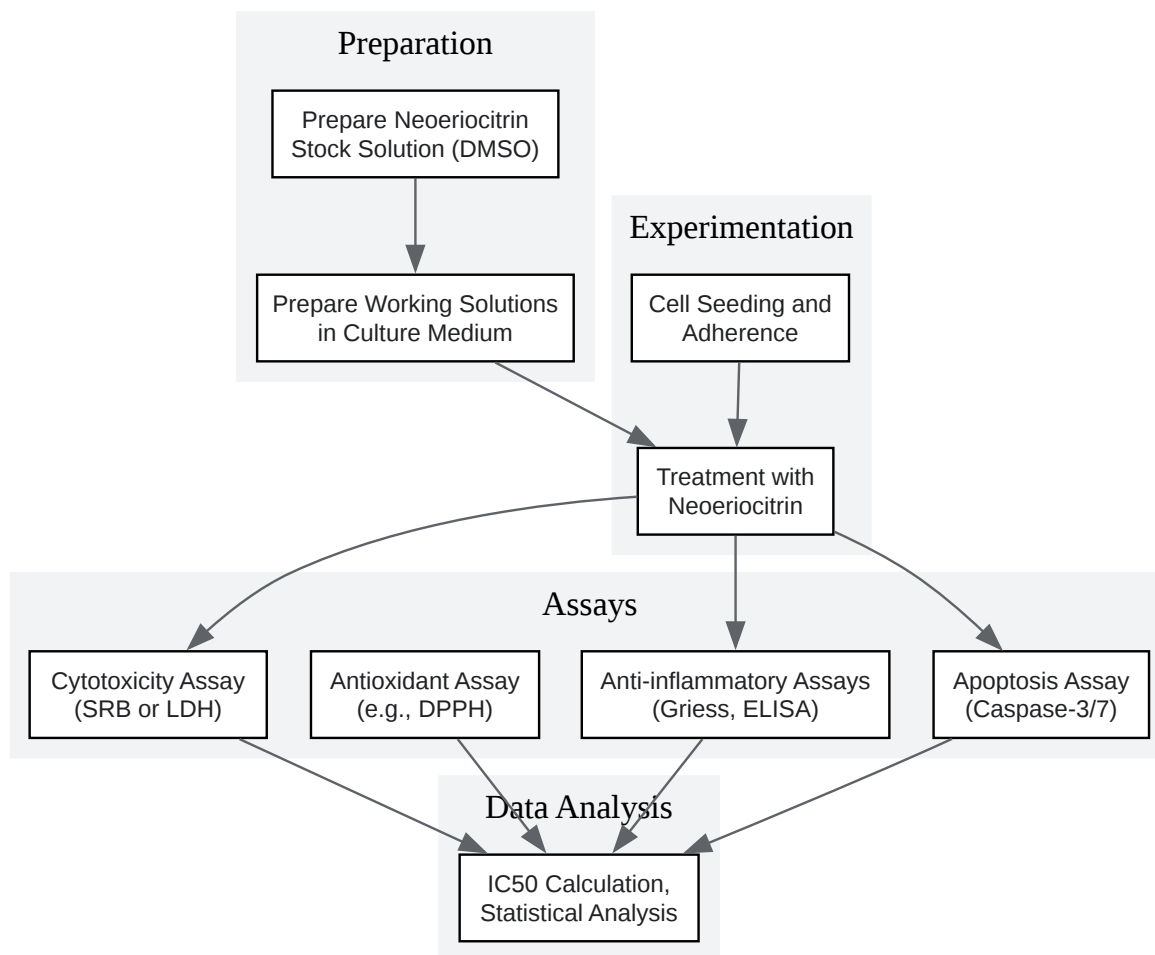 Preparation
Prepare Neoeriocitrin
Stock Solution (DMSO)
Experimentation
Prepare Working Solutions
in Culture Medium
Cell Seeding and
Adherence
Treatment with
Neoeriocitrin
Assays
Cytotoxicity Assay
(SRB or LDH)
Antioxidant Assay
(e.g., DPPH)
Anti-inflammatory Assays
(Griess, ELISA)
Apoptosis Assay
(Caspase-3/7)
Data Analysis
IC50 Calculation,
Statistical Analysis